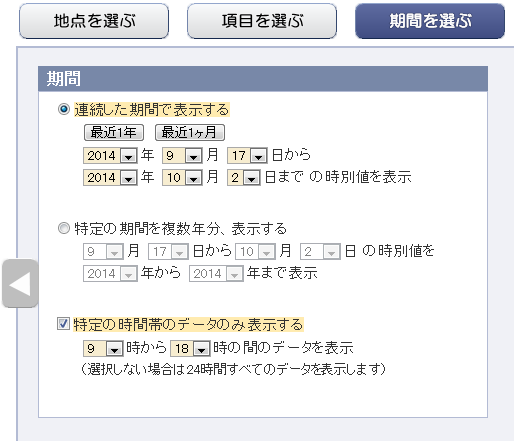 地点を選ぶ 項目を選ぶ 期間を選ぶ
期間
連続した期間で表示する
最近1年 最近1ヶ月
2014 年 9 月 17 日から
2014 年 10 月 2 日まで の時別値を表示
特定の期間を複数年分、表示する
9 月 17 日から 10 月 2 日 の時別値を
2014 年から 2014 年まで表示
特定の時間帯のデータのみ表示する
9 時から 18 時の間のデータを表示
（選択しない場合は24時間すべてのデータを表示します）